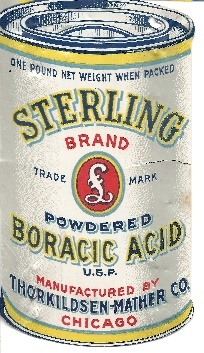 ONE POUND NET WEIGHT WHEN PACKED
STERLING
BRAND
TRADE £ MARK
POWDERED
BORACIC ACID
U.S.P.
MANUFACTURED BY
THORKILDSEN-MATHER CO.
CHICAGO